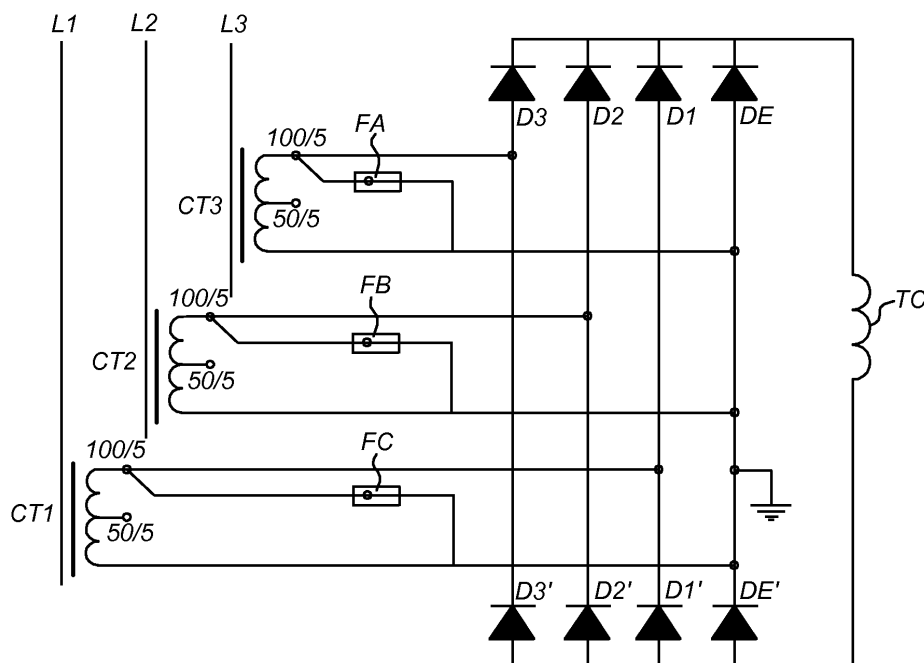 L1
L2
L3
D3
D2
D1
DE
100/5
FA
CT3
50/5
100/5
FB
TC
CT2
50/5
100/5
FC
CT1
50/5
D3'
D2'
D1'
DE'